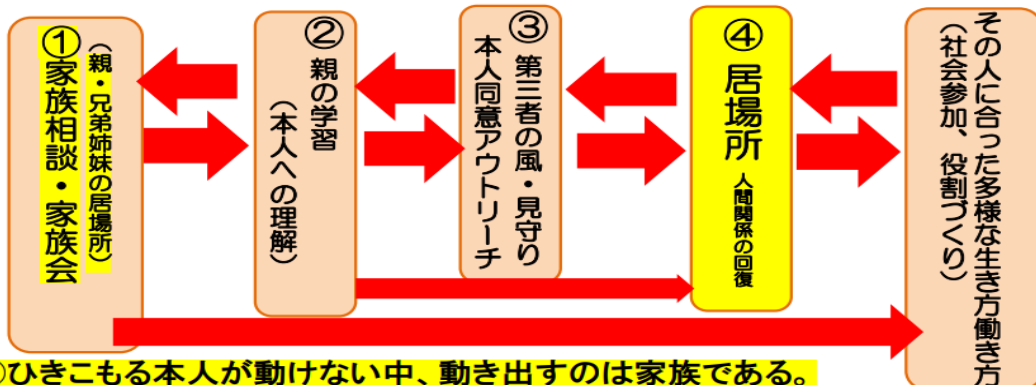 ①家族相談・家族会
（親・兄弟姉妹の居場所）
②親の学習
（本人への理解）
③第三者の風・見守り
本人同意アウトリーチ
④居場所 人間関係の回復
その人に合った多様な生き方働き方
（社会参加、役割づくり）
ひきこもる本人が動けない中、動き出すのは家族である。